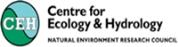 CEH
Centre for
Ecology & Hydrology
NATURAL ENVIRONMENT RESEARCH COUNCIL